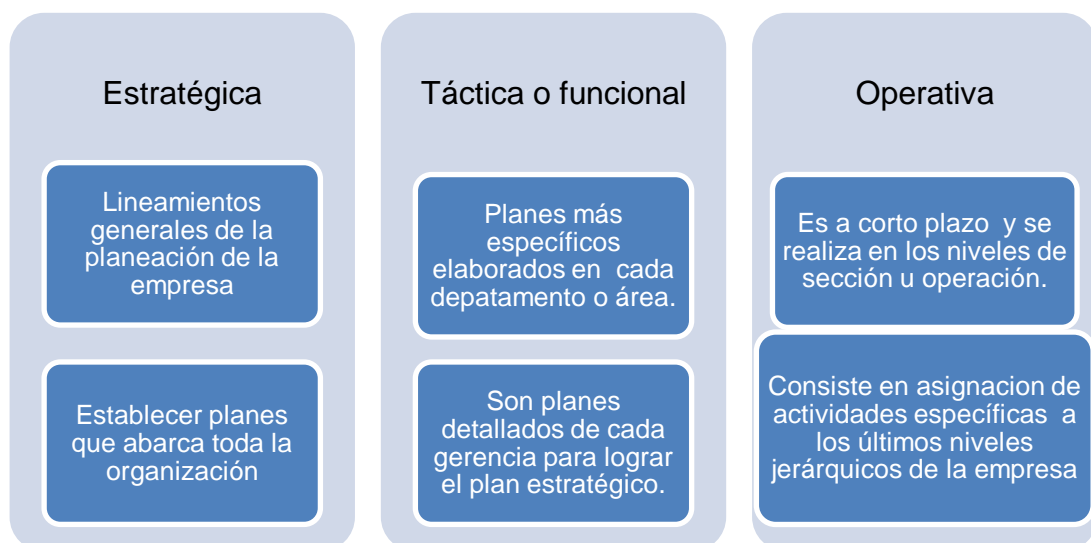 Estratégica
Lineamientos
generales de la
planeación de la
empresa
Establecer planes
que abarca toda la
organización
Táctica o funcional
Planes más
específicos
elaborados en cada
depatamento o área.
Son planes
detallados de cada
gerencia para lograr
el plan estratégico.
Operativa
Es a corto plazo y se
realiza en los niveles de
sección u operación.
Consiste en asignacion de
actividades específicas a
los últimos niveles
jerárquicos de la empresa